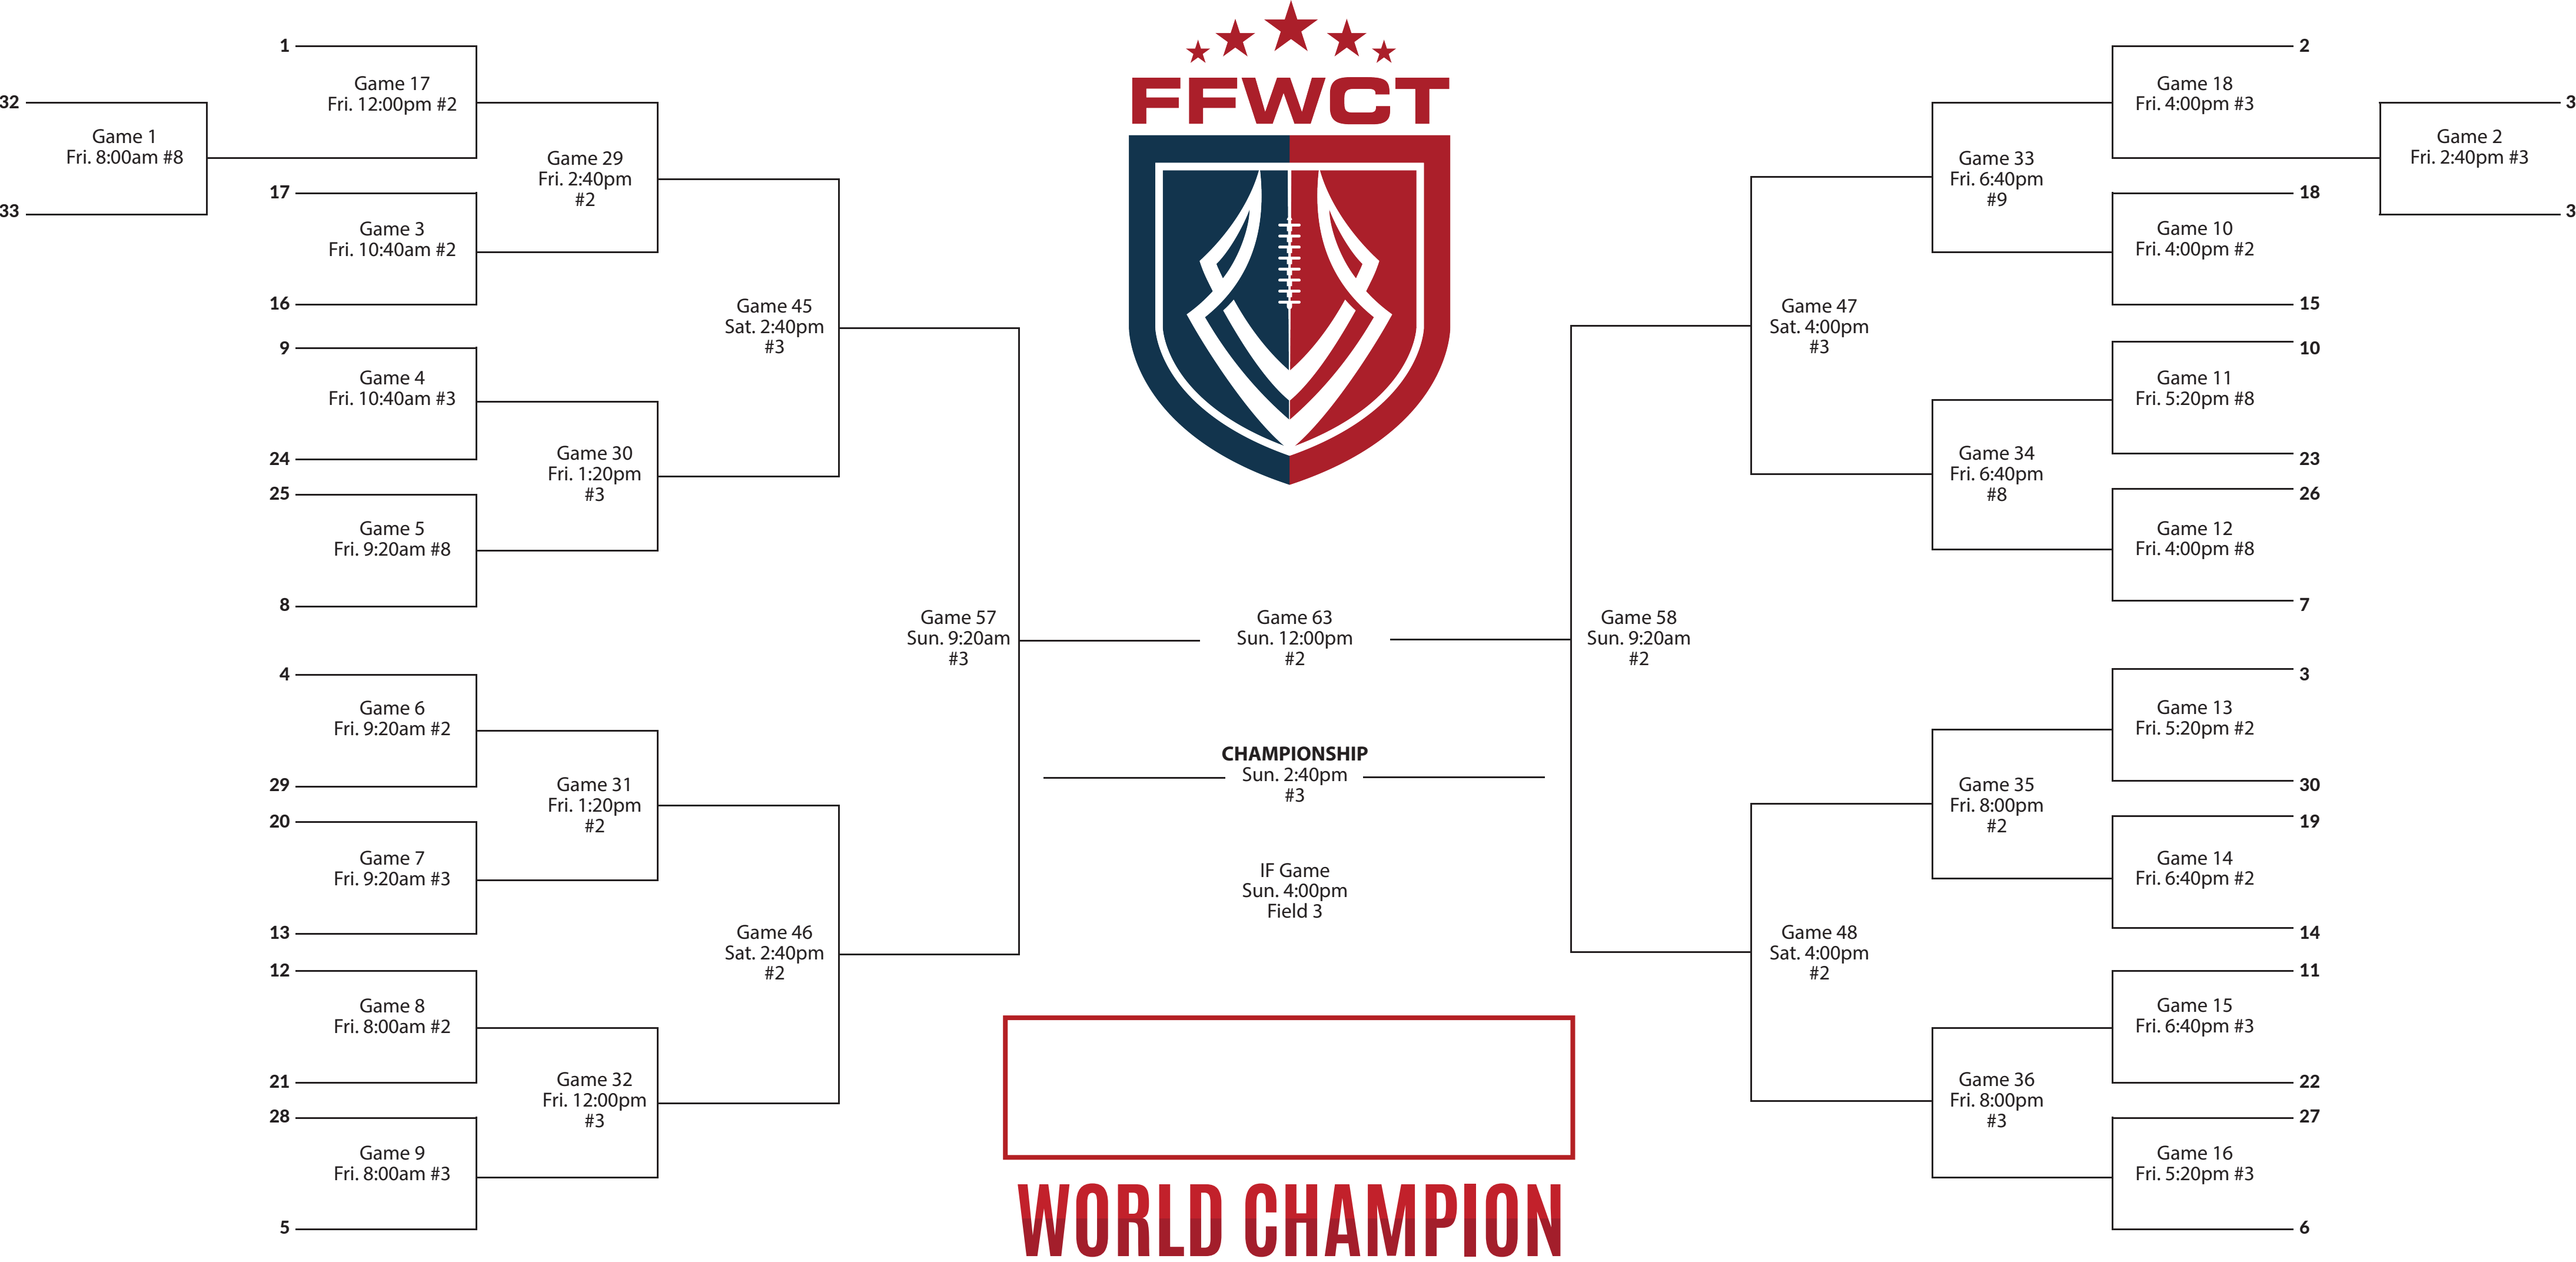 FFWCT
1
Game 17
Fri. 12:00pm #2
32
Game 1
Fri. 8:00am #8
33
Game 29
Fri. 2:40pm
#2
17
Game 3
Fri. 10:40am #2
16
Game 45
Sat. 2:40pm
#3
9
Game 4
Fri. 10:40am #3
24
Game 30
Fri. 1:20pm
#3
25
Game 5
Fri. 9:20am #8
8
Game 57
Sun. 9:20am
#3
4
Game 6
Fri. 9:20am #2
29
Game 31
Fri. 1:20pm
#2
20
Game 7
Fri. 9:20am #3
13
Game 46
Sat. 2:40pm
#2
12
Game 8
Fri. 8:00am #2
21
Game 32
Fri. 12:00pm
#3
28
Game 9
Fri. 8:00am #3
5
Game 63
Sun. 12:00pm
#2
CHAMPIONSHIP
Sun. 2:40pm
#3
IF Game
Sun. 4:00pm
Field 3
WORLD CHAMPION
2
Game 18
Fri. 4:00pm #3
3
Game 2
Fri. 2:40pm #3
3
Game 33
Fri. 6:40pm
#9
18
Game 10
Fri. 4:00pm #2
15
Game 47
Sat. 4:00pm
#3
10
Game 11
Fri. 5:20pm #8
23
Game 34
Fri. 6:40pm
#8
26
Game 12
Fri. 4:00pm #8
7
Game 58
Sun. 9:20am
#2
3
Game 13
Fri. 5:20pm #2
30
Game 35
Fri. 8:00pm
#2
19
Game 14
Fri. 6:40pm #2
14
Game 48
Sat. 4:00pm
#2
11
Game 15
Fri. 6:40pm #3
22
Game 36
Fri. 8:00pm
#3
27
Game 16
Fri. 5:20pm #3
6